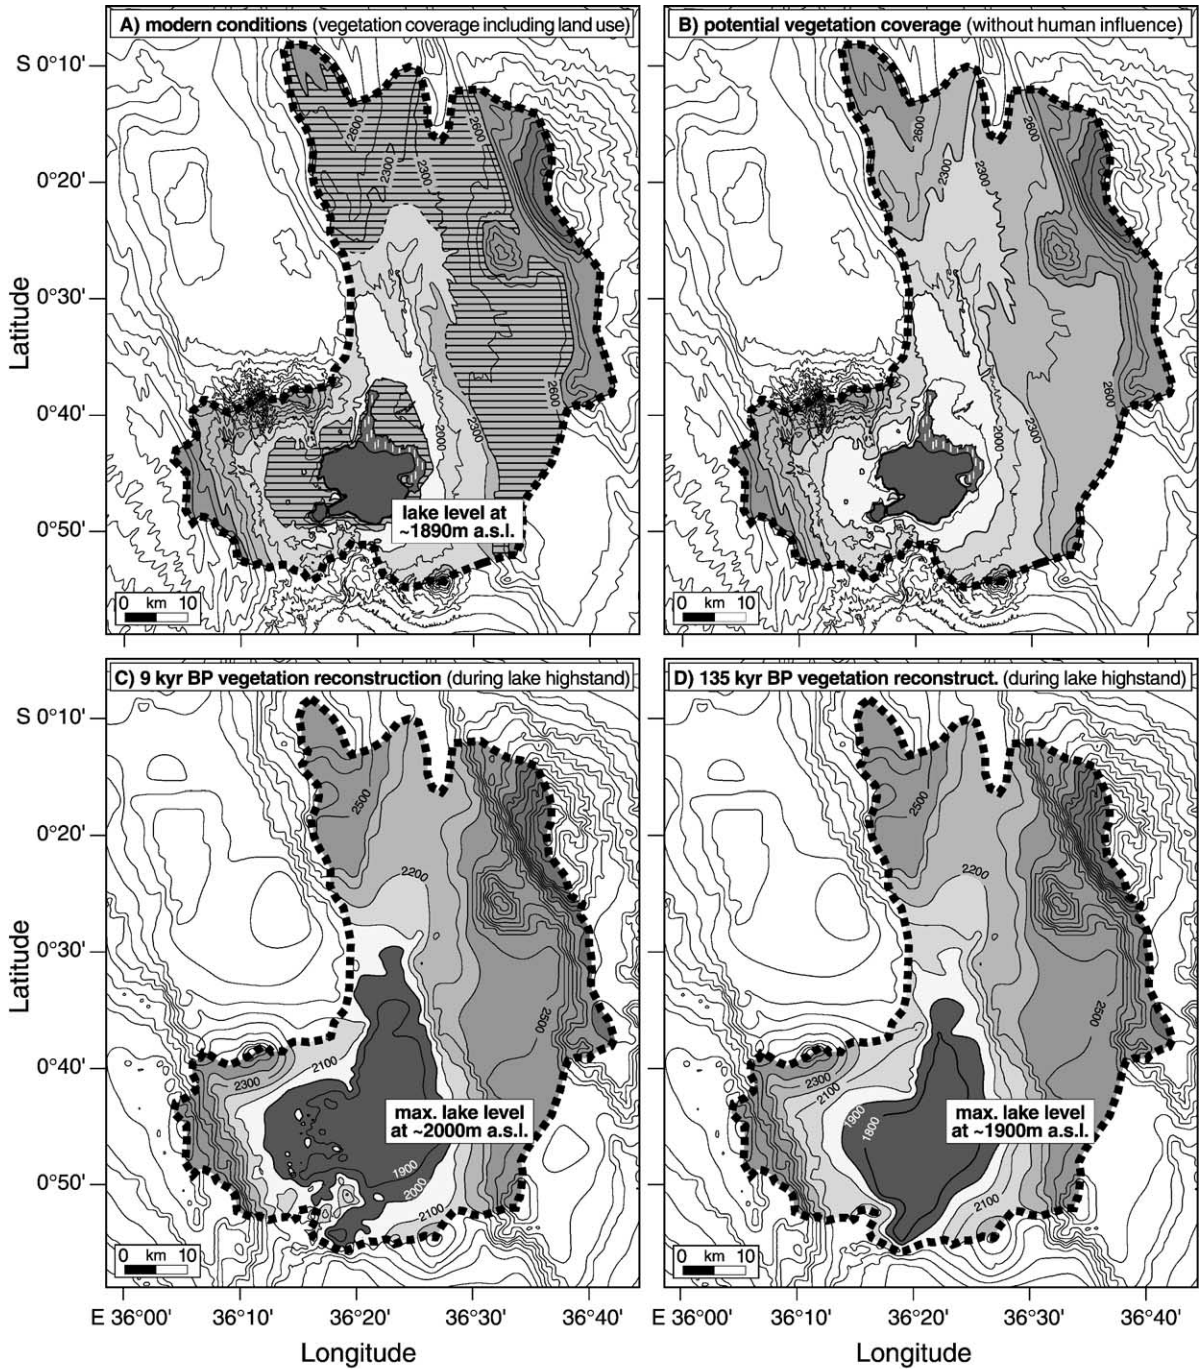 A) modern conditions (vegetation coverage including land use)
B) potential vegetation coverage (without human influence)
S 0°10'
0°20'
0°30'
0°40'
0°50'
Latitude
2600
2600
2300
2300
2600
2300
2000
lake level at
~1890m a.s.l.
0 km 10
2600
2600
2300
2300
2600
2300
2000
0 km 10
C) 9 kyr BP vegetation reconstruction (during lake highstand)
D) 135 kyr BP vegetation reconstruct. (during lake highstand)
S 0°10'
0°20'
0°30'
0°40'
0°50'
Latitude
2500
2200
2500
2300
2100
max. lake level
at ~2000m a.s.l.
1900
2000
2100
0 km 10
2500
2200
2500
2300
2100
1900
1800
max. lake level
at ~1900m a.s.l.
2100
0 km 10
E 36°00'
36°10'
36°20'
36°30'
36°40'
36°00'
36°10'
36°20'
36°30'
36°40'
Longitude
Longitude